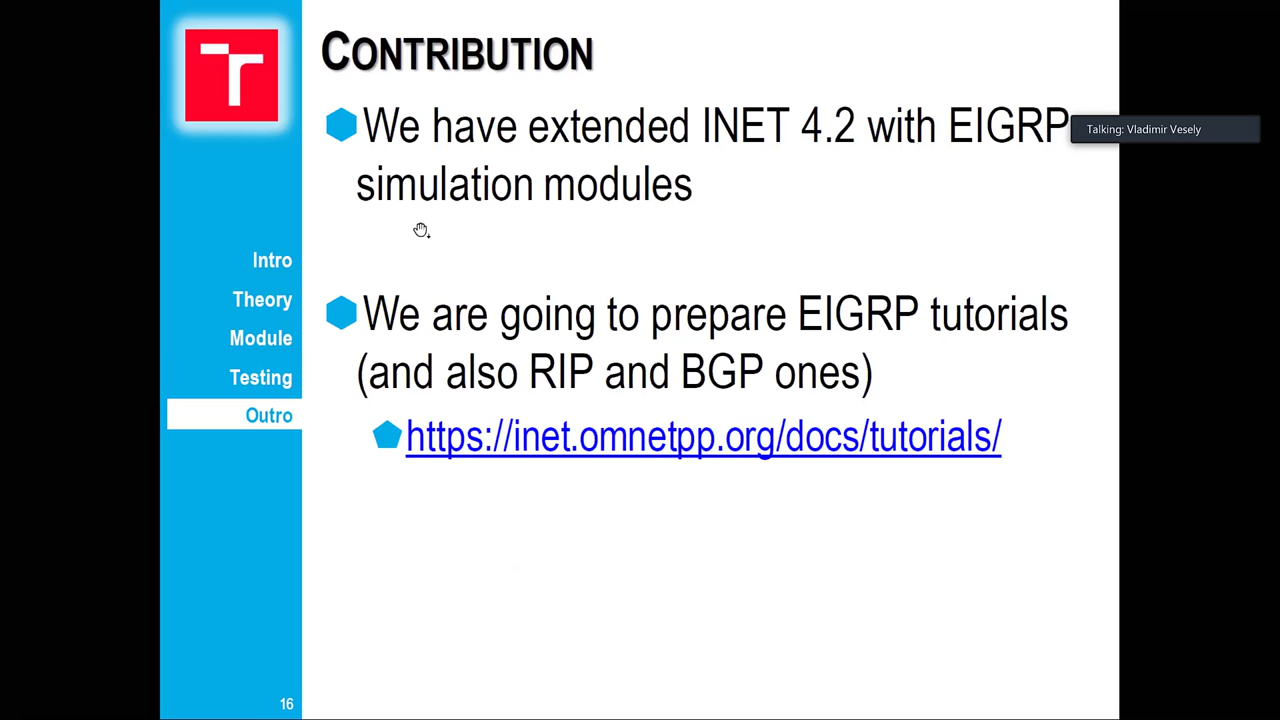 CONTRIBUTION
We have extended INET 4.2 with EIGRP
simulation modules
Talking: Vladimir Vesely
We are going to prepare EIGRP tutorials
(and also RIP and BGP ones)
https://inet.omnetpp.org/docs/tutorials/
Intro
Theory
Module
Testing
Outro
16